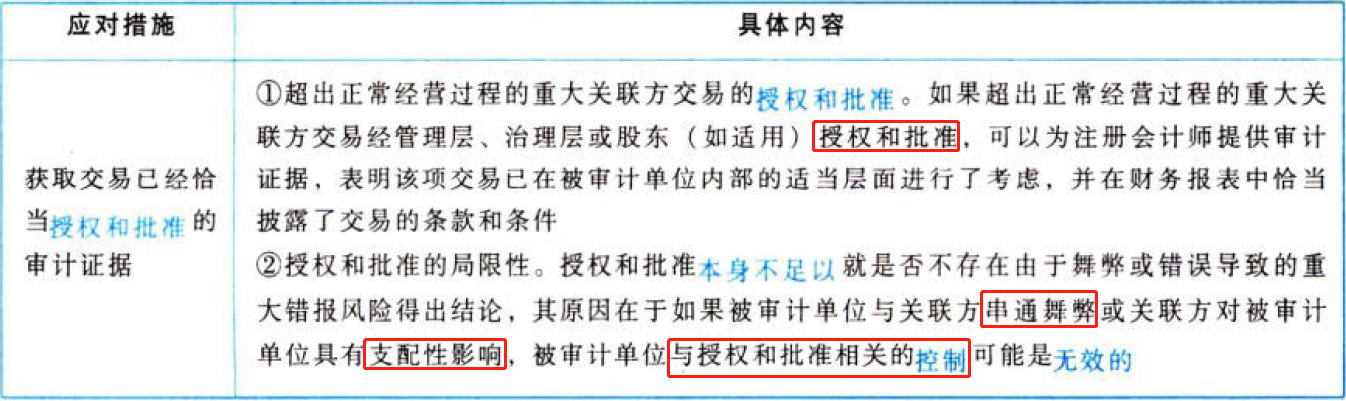 应对措施
具体内容
获取交易已经恰
当授权和批准的
审计证据
①超出正常经营过程的重大关联方交易的授权和批准。如果超出正常经营过程的重大关
联方交易经管理层、治理层或股东（如适用）授权和批准，可以为注册会计师提供审计
证据，表明该项交易已在被审计单位内部的适当层面进行了考虑，并在财务报表中恰当
披露了交易的条款和条件
②授权和批准的局限性。授权和批准本身不足以就是否不存在由于舞弊或错误导致的重
大错报风险得出结论，其原因在于如果被审计单位与关联方串通舞弊或关联方对被审计
单位具有支配性影响，被审计单位与授权和批准相关的控制可能是无效的